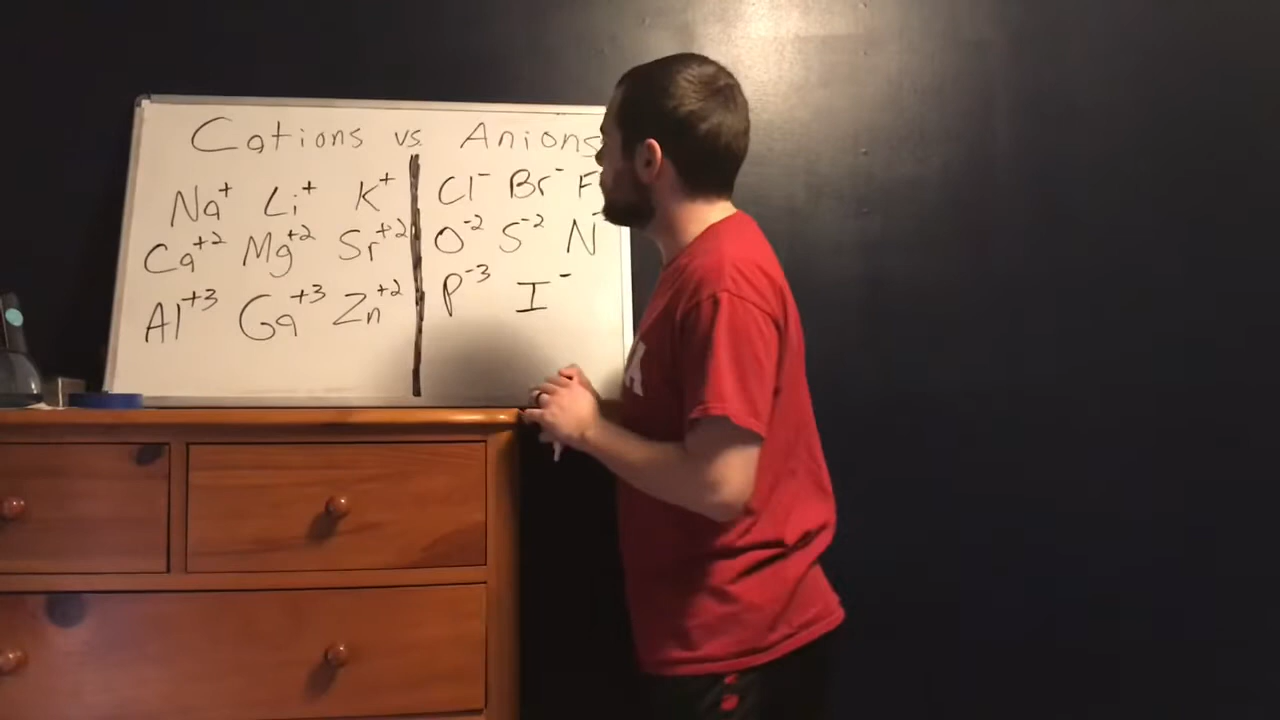 Cations vs. Anions
Na+ Li+ K+ Cl- Br- F
Ca+2 Mg+2 Sr+2 O-2 S-2 N-
Al+3 Ga+3 Zn+2 P-3 I-
A